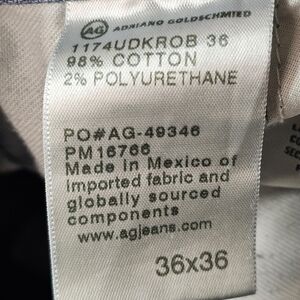 AG ADRIANO GOLDSCHMIED
1174UDKROB 36
98% COTTON
2% POLYURETHANE
PO#AG-49346
PM16766
Made in Mexico of
imported fabric and
globally sourced
components
www.agjeans.com
36x36